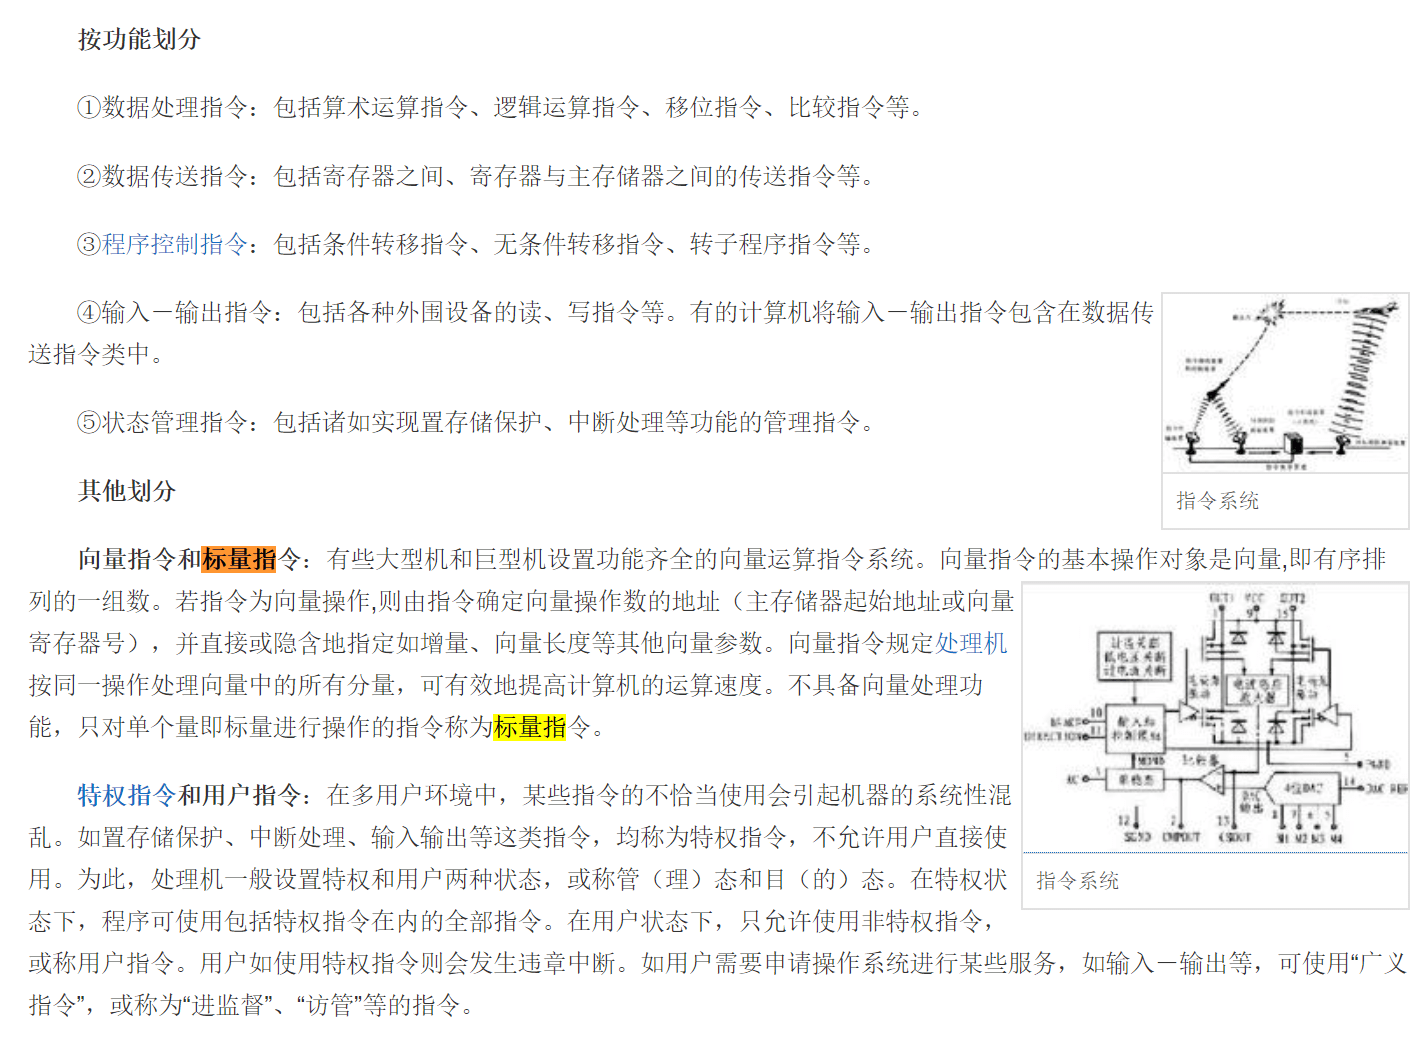 按功能划分
①数据处理指令：包括算术运算指令、逻辑运算指令、移位指令、比较指令等。
②数据传送指令：包括寄存器之间、寄存器与主存储器之间的传送指令等。
③程序控制指令：包括条件转移指令、无条件转移指令、转子程序指令等。
④输入－输出指令：包括各种外围设备的读、写指令等。有的计算机将输入－输出指令包含在数据传
送指令类中。
⑤状态管理指令：包括诸如实现置存储保护、中断处理等功能的管理指令。
指令系统
其他划分
向量指令和标量指令：有些大型机和巨型机设置功能齐全的向量运算指令系统。向量指令的基本操作对象是向量,即有序排
列的一组数。若指令为向量操作,则由指令确定向量操作数的地址（主存储器起始地址或向量
寄存器号），并直接或隐含地指定如增量、向量长度等其他向量参数。向量指令规定处理机
按同一操作处理向量中的所有分量，可有效地提高计算机的运算速度。不具备向量处理功
能，只对单个量即标量进行操作的指令称为标量指令。
特权指令和用户指令：在多用户环境中，某些指令的不恰当使用会引起机器的系统性混
乱。如置存储保护、中断处理、输入输出等这类指令，均称为特权指令，不允许用户直接使
用。为此，处理机一般设置特权和用户两种状态，或称管（理）态和目（的）态。在特权状
态下，程序可使用包括特权指令在内的全部指令。在用户状态下，只允许使用非特权指令，
或称用户指令。用户如使用特权指令则会发生违章中断。如用户需要申请操作系统进行某些服务，如输入－输出等，可使用“广义
指令”，或称为“进监督”、“访管”等的指令。
OUT1 VCC OUT2
10
11
DIRECTION
MONO
比较器
14
12
2
13
SGND CMPOUT
M1 M2 M3 M4
指令系统